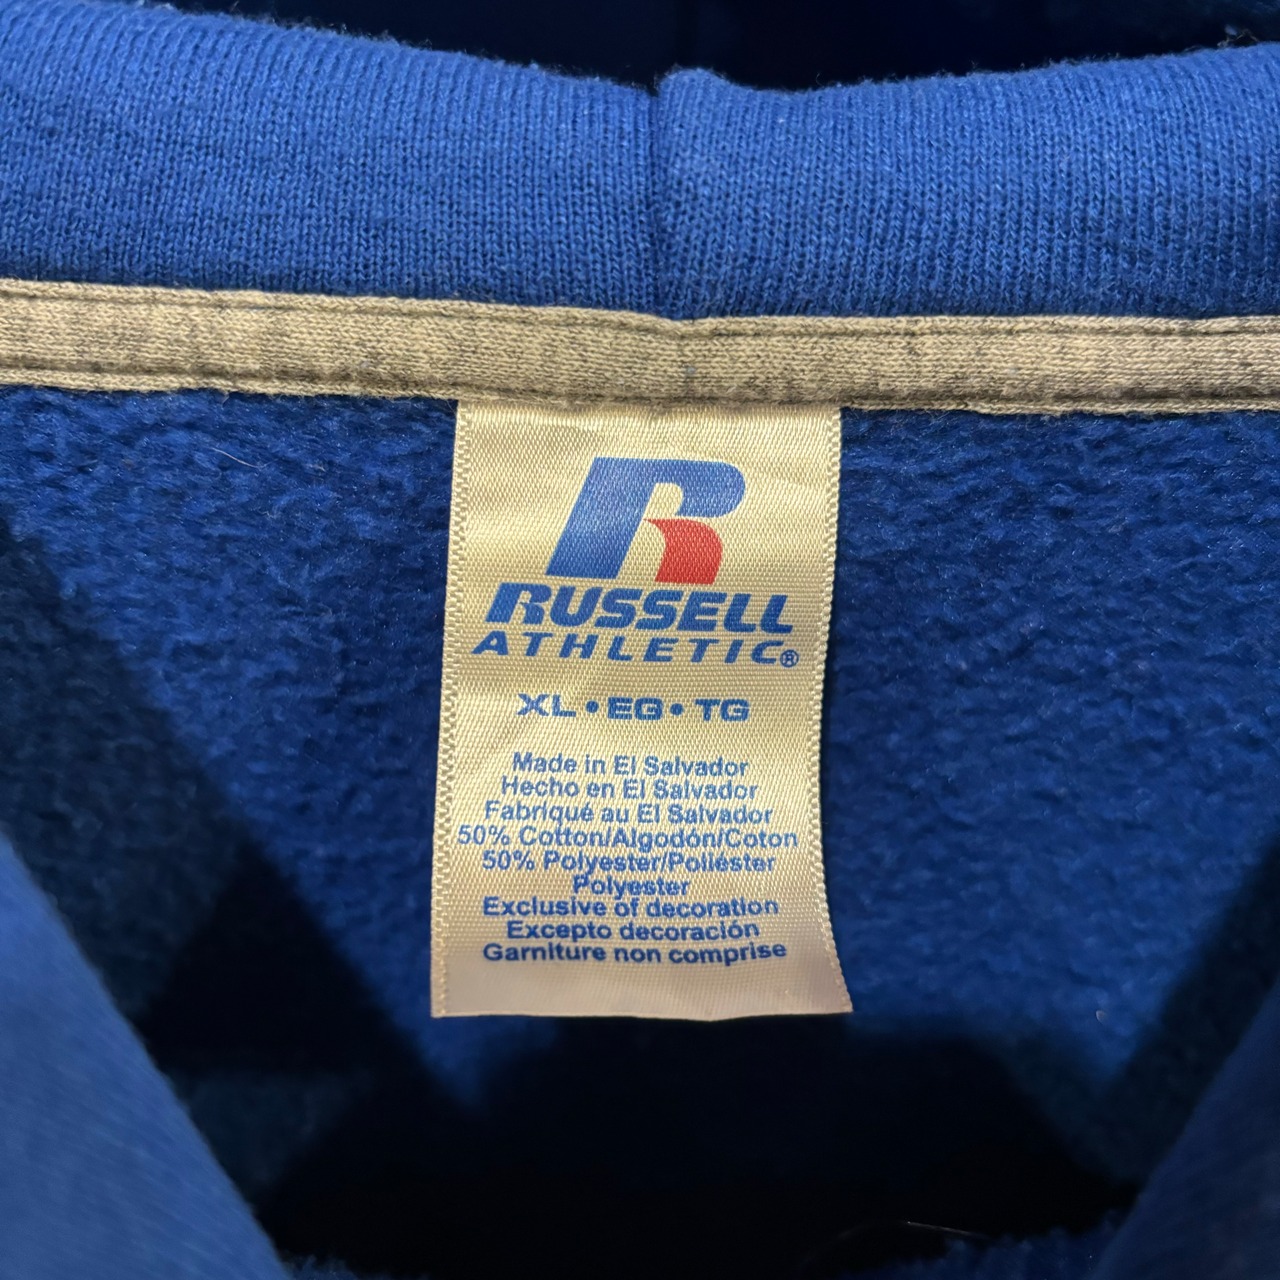 R
RUSSELL
ATHLETIC®
XL • EG • TG
Made in El Salvador
Hecho en El Salvador
Fabriqué au El Salvador
50% Cotton/Algodón/Coton
50% Polyester/Poliéster
Polyester
Exclusive of decoration
Excepto decoración
Garniture non comprise